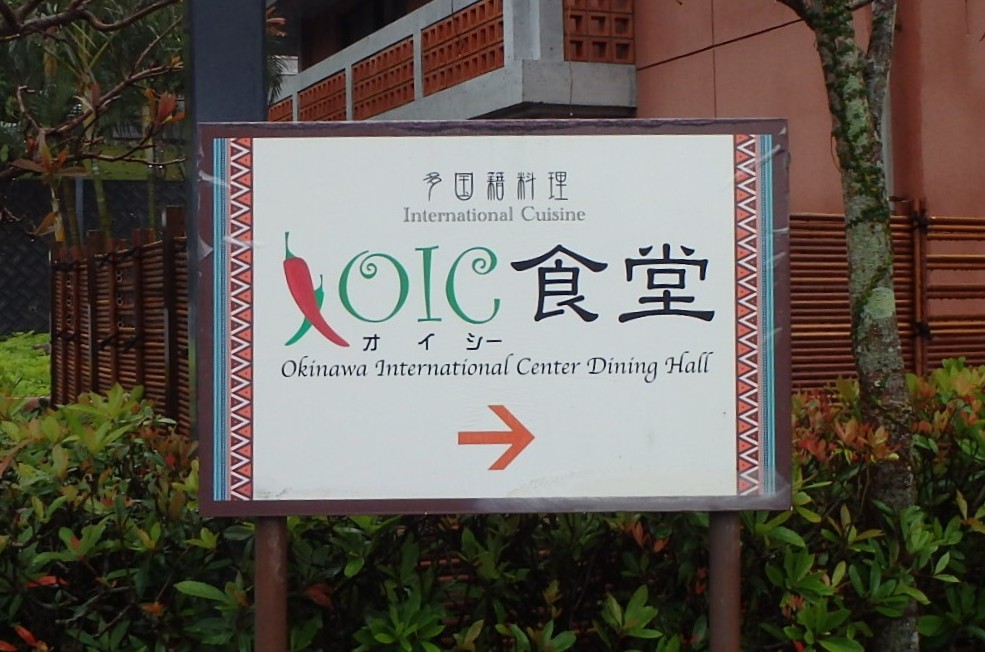 多国籍料理
International Cuisine
OIC食堂
オイシー
Okinawa International Center Dining Hall